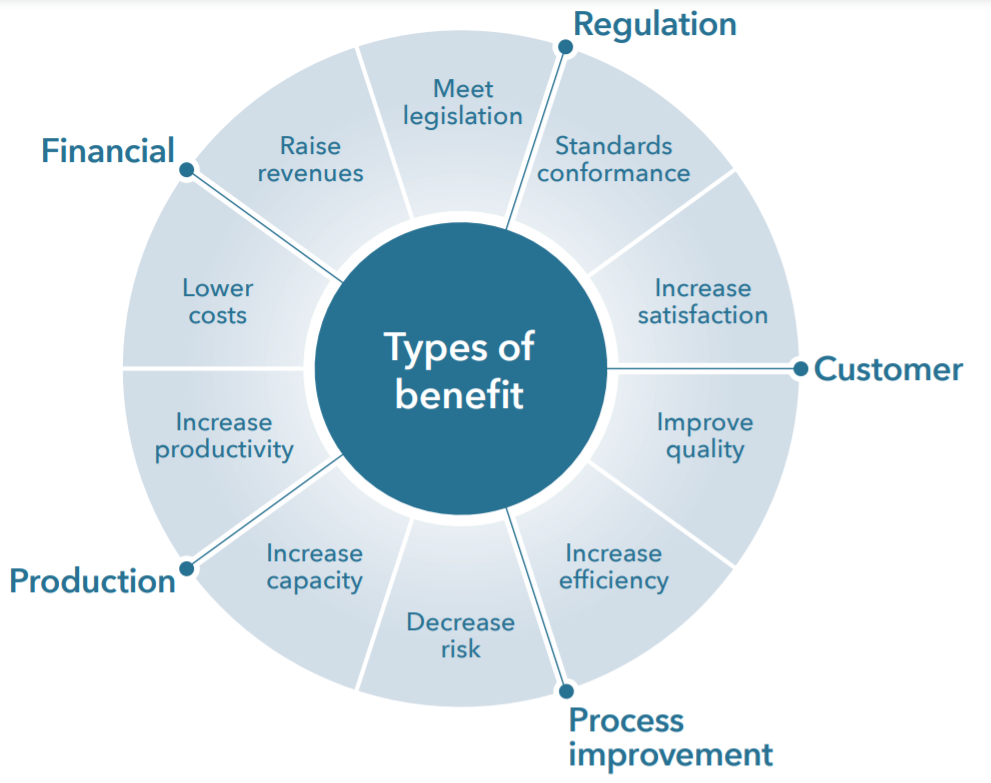 Regulation
Meet
legislation
Standards
conformance
Financial
Raise
revenues
Lower
costs
Increase
satisfaction
Types of
benefit
Customer
Increase
productivity
Improve
quality
Production
Increase
capacity
Increase
efficiency
Decrease
risk
Process
improvement